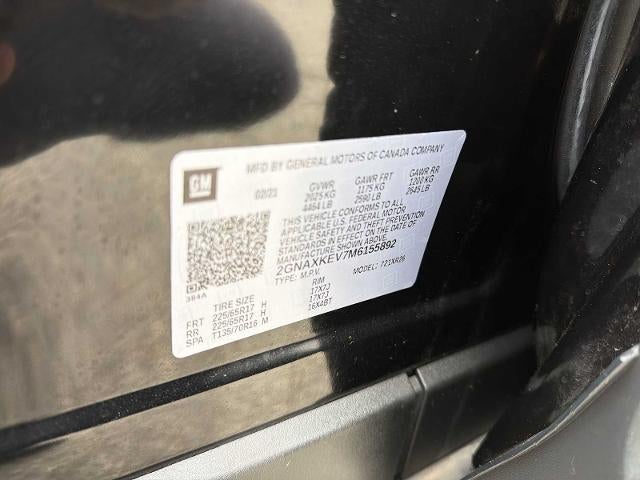 GM
MFD BY GENERAL MOTORS OF CANADA COMPANY
02/21 GVWR GAWR FRT GAWR RR
2025 KG 1175 KG 1200 KG
4464 LB 2590 LB 2645 LB
THIS VEHICLE CONFORMS TO ALL
APPLICABLE U.S. FEDERAL MOTOR
VEHICLE SAFETY AND THEFT PREVENTION
STANDARDS IN EFFECT ON THE DATE OF
MANUFACTURE SHOWN ABOVE.
2GNAXKEV7M6155892
TYPE: M.P.V. MODEL: 721XR26
384A
TIRE SIZE RIM
FRT 225/65R17 H 17X7J
RR 225/65R17 H 17X7J
SPA T135/70R16 M 16X4BT